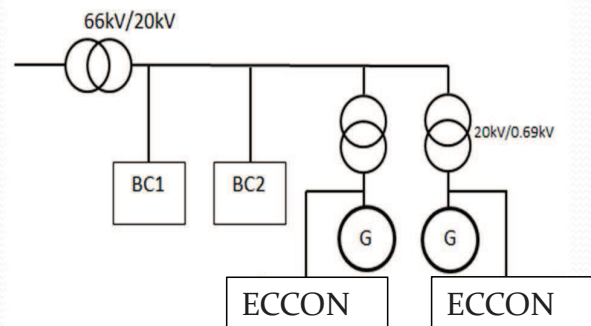 66kV/20kV
20kV/0.69kV
BC1 BC2
G G
ECCON ECCON